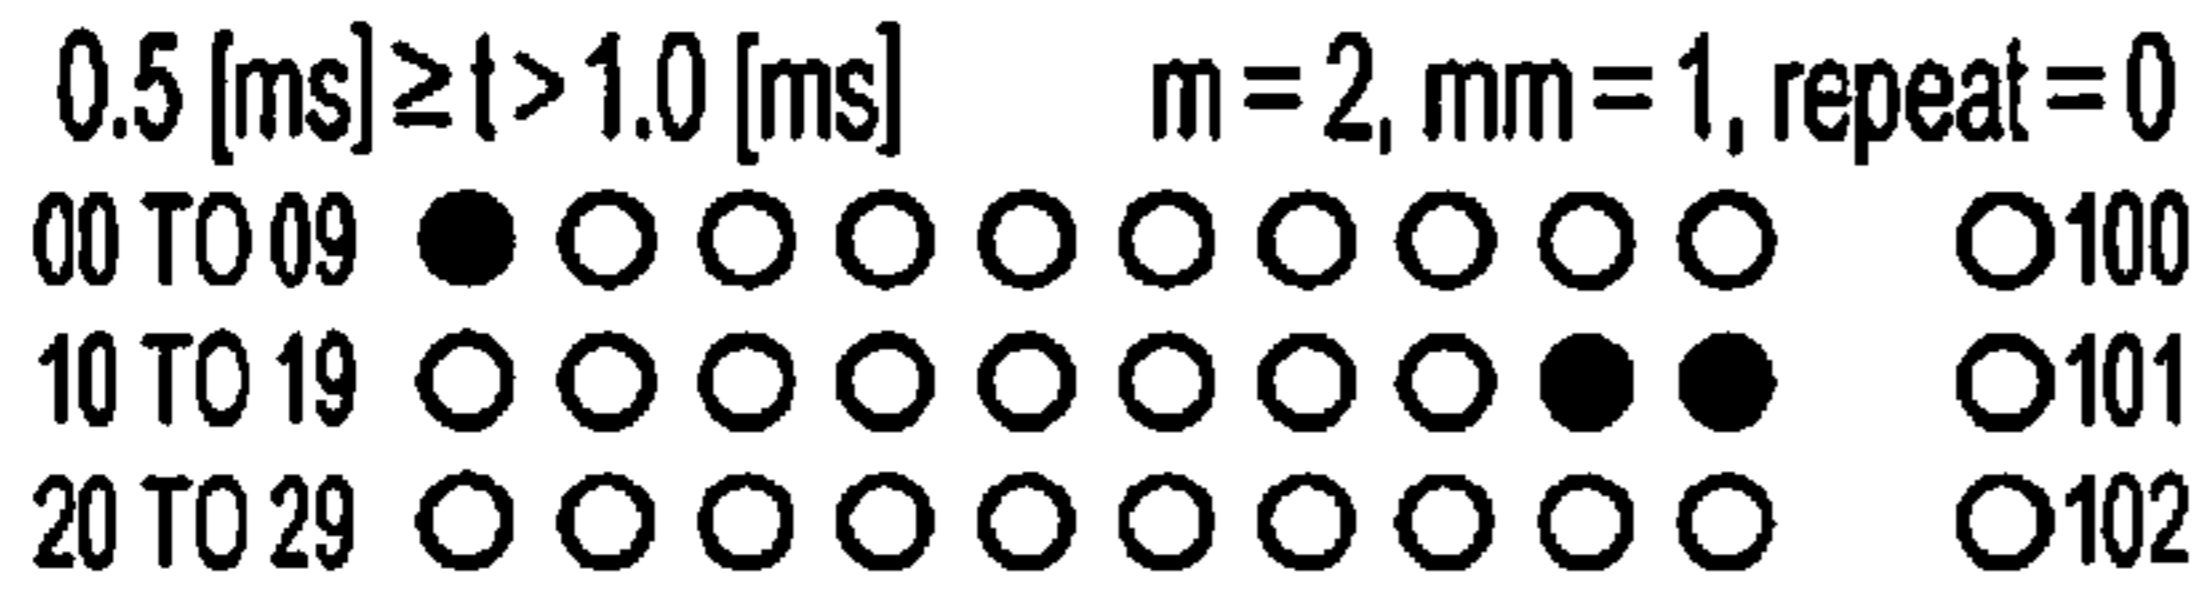 0.5 [ms] ≥ t > 1.0 [ms] m = 2, mm = 1, repeat = 0
00 TO 09 100
10 TO 19 101
20 TO 29 102